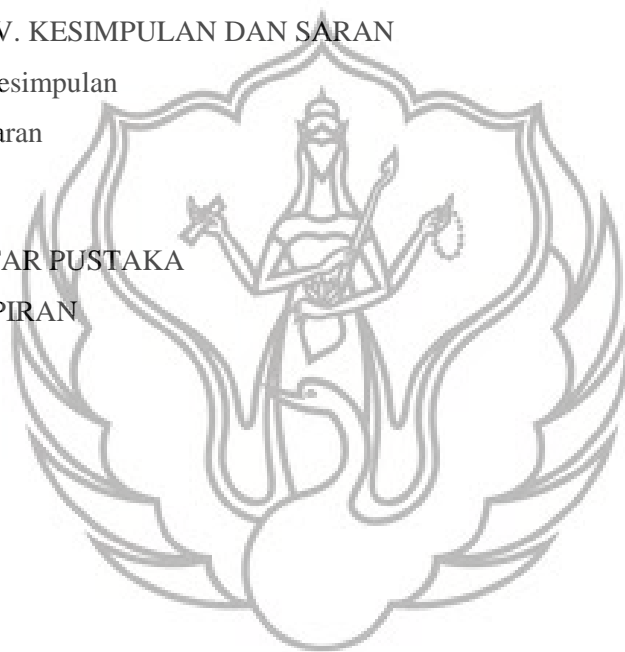 V. KESIMPULAN DAN SARAN
esimpulan
aran
AR PUSTAKA
PIRAN